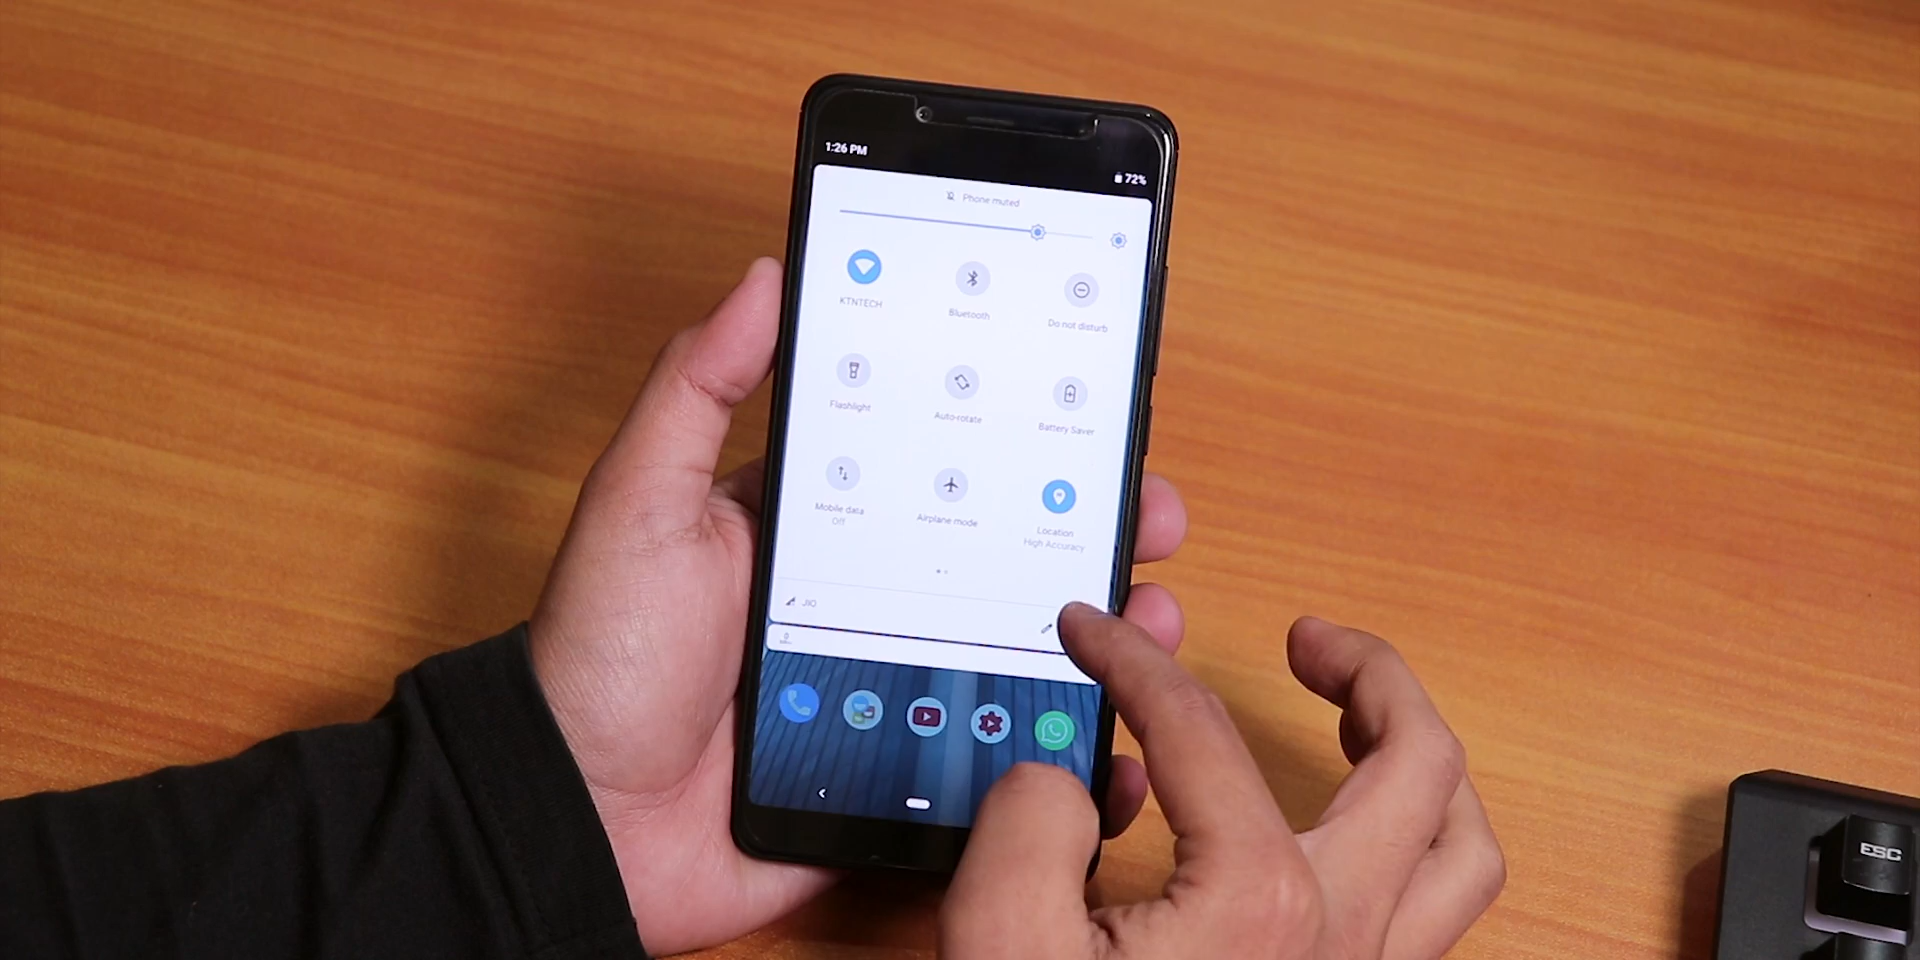 1:26 PM
72%
Phone muted
KTNTECH
Bluetooth
Do not disturb
Flashlight
Auto-rotate
Battery Saver
Mobile data
Off
Airplane mode
Location
High Accuracy
JIO
ESC